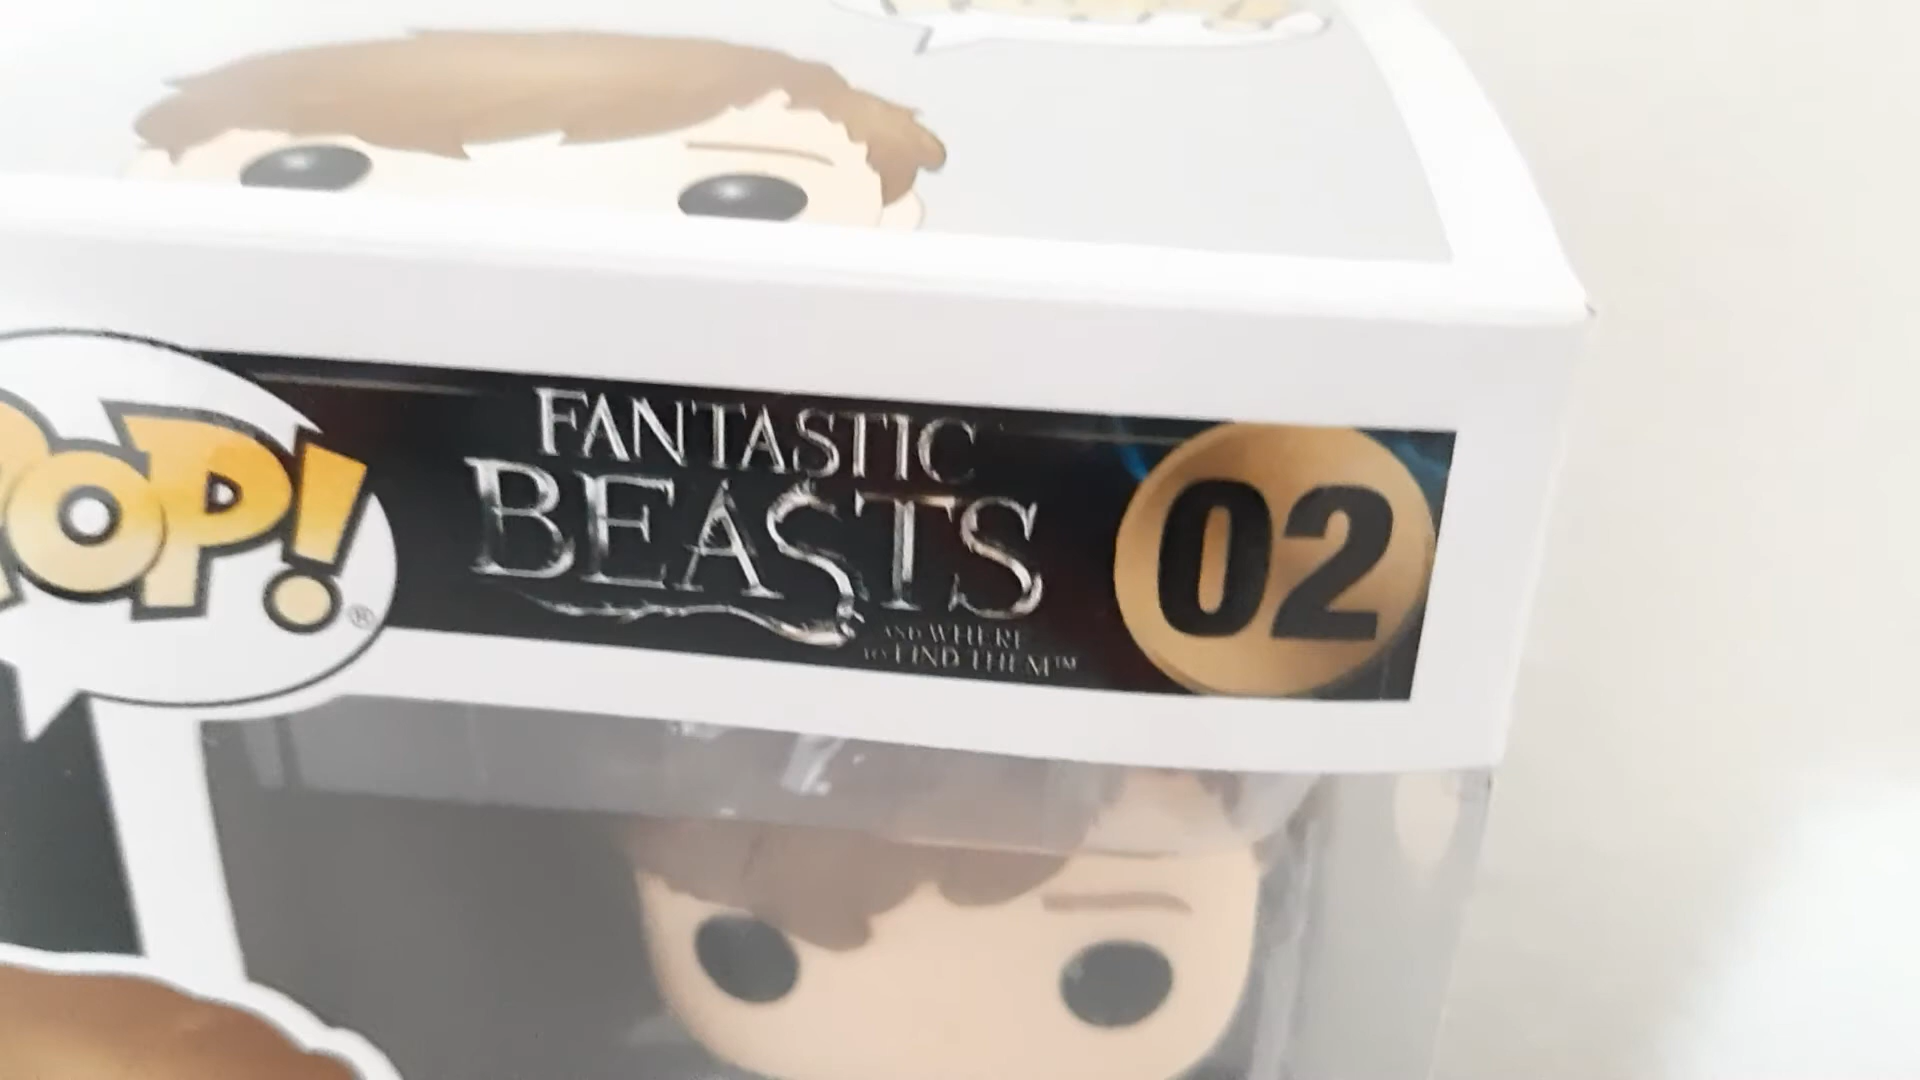 POP!
®
FANTASTIC
BEASTS
AND WHERE
TO FIND THEM™
02